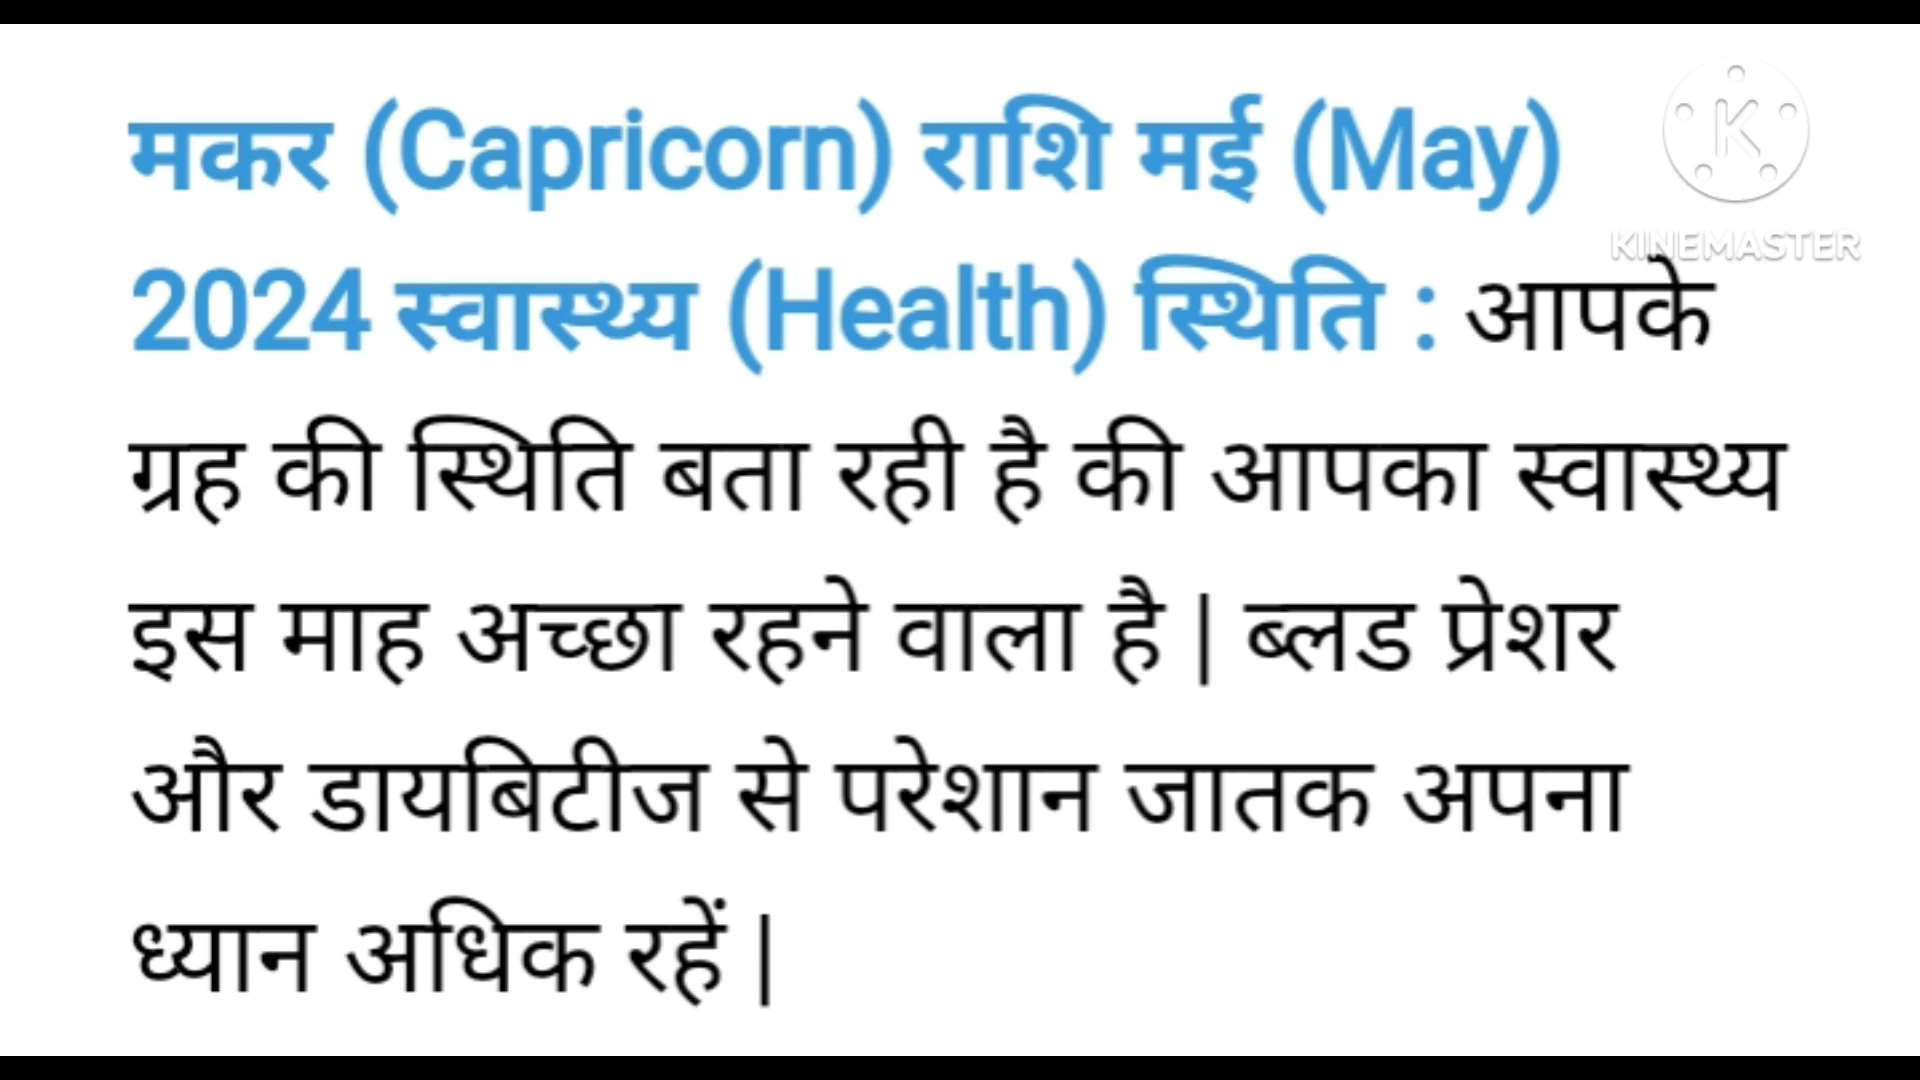 मकर (Capricorn) राशि मई (May)
KINEMASTER
2024 स्वास्थ्य (Health) स्थिति : आपके
ग्रह की स्थिति बता रही है की आपका स्वास्थ्य
इस माह अच्छा रहने वाला है | ब्लड प्रेशर
और डायबिटीज से परेशान जातक अपना
ध्यान अधिक रहें |